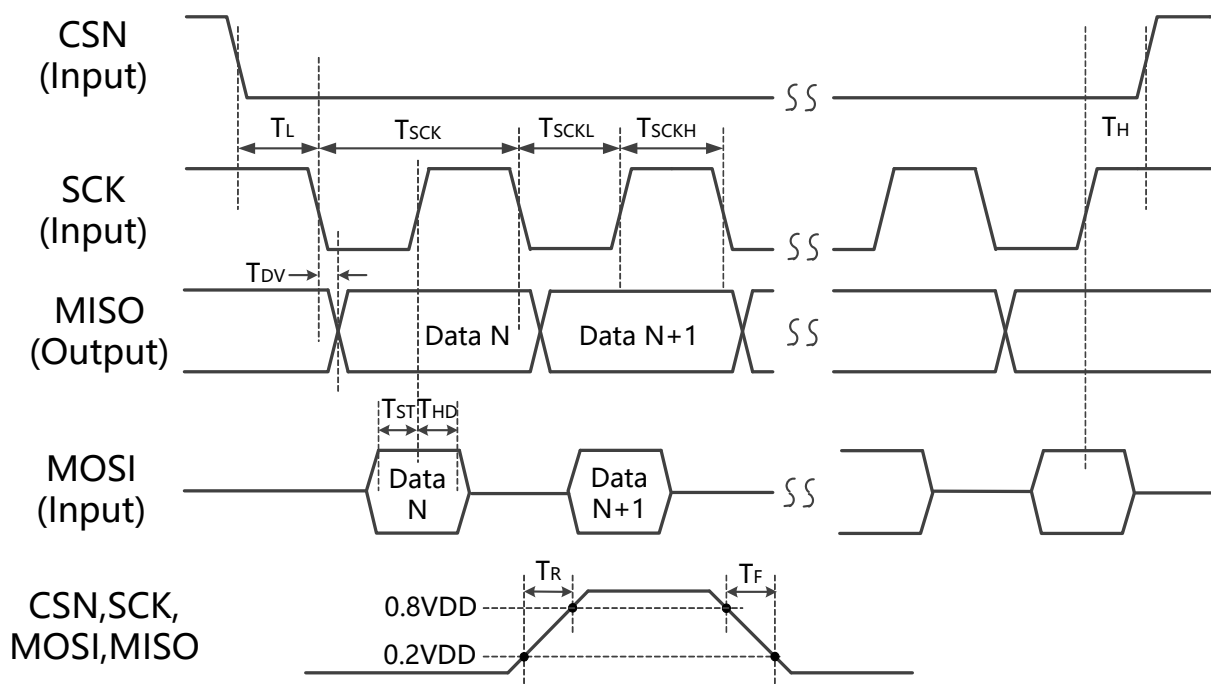 CSN
(Input)
TL
TSCK
TSCKL
TSCKH
TH
SCK
(Input)
TDV
MISO
(Output)
Data N
Data N+1
TST
THD
MOSI
(Input)
Data
N
Data
N+1
TR
TF
CSN,SCK,
MOSI,MISO
0.8VDD
0.2VDD